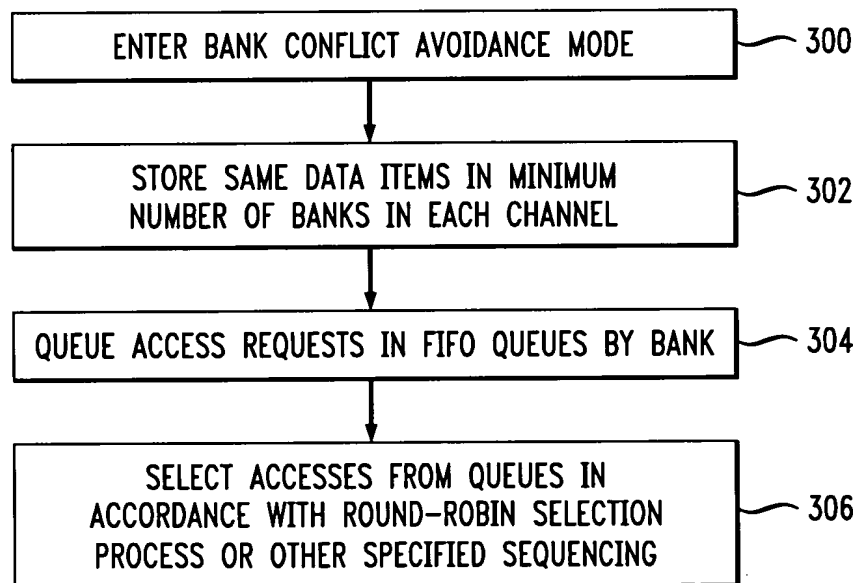 ENTER BANK CONFLICT AVOIDANCE MODE
300
STORE SAME DATA ITEMS IN MINIMUM
NUMBER OF BANKS IN EACH CHANNEL
302
QUEUE ACCESS REQUESTS IN FIFO QUEUES BY BANK
304
SELECT ACCESSES FROM QUEUES IN
ACCORDANCE WITH ROUND-ROBIN SELECTION
PROCESS OR OTHER SPECIFIED SEQUENCING
306